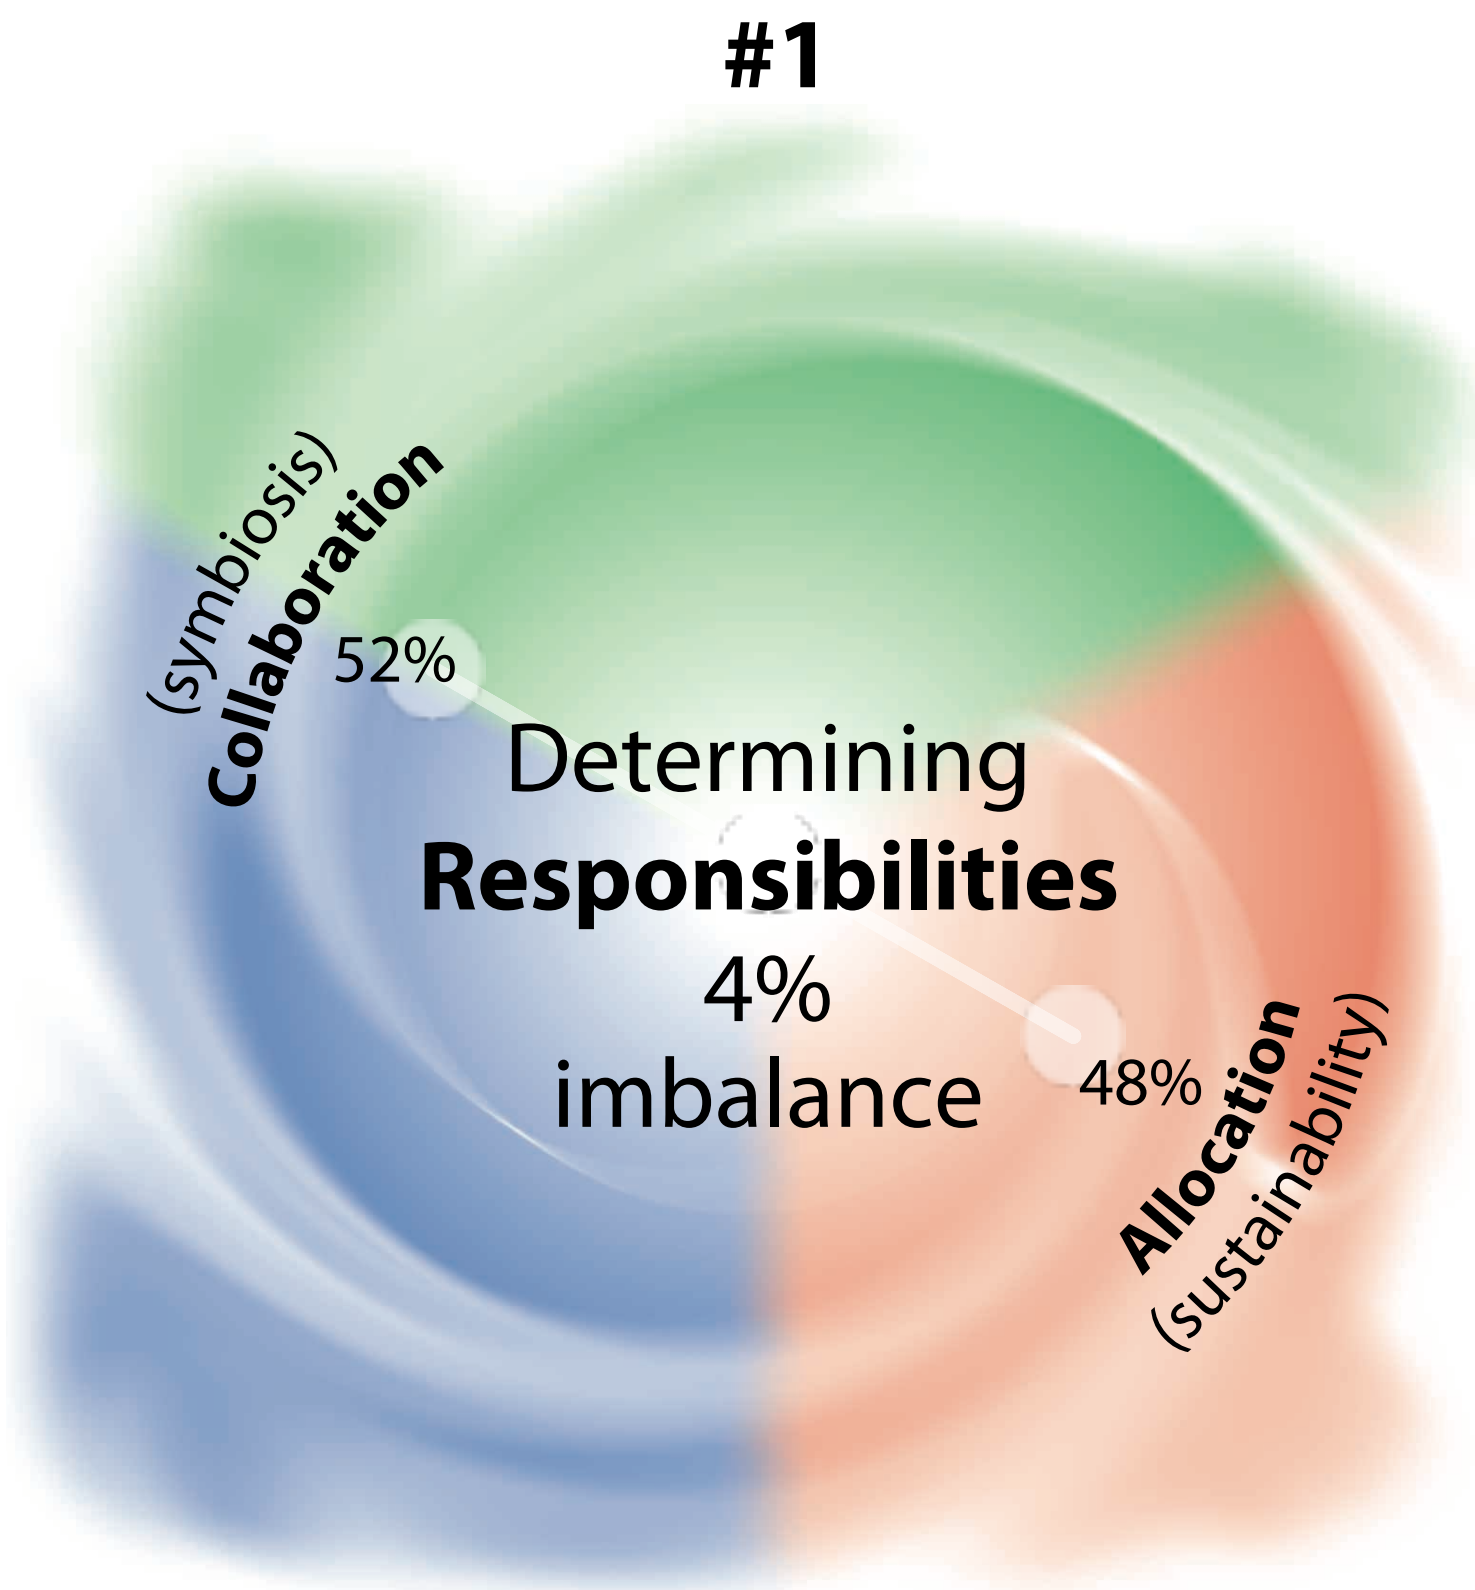 #1
(symbiosis)
Collaboration
52%
Determining
Responsibilities
4%
imbalance
48%
Allocation
(sustainability)